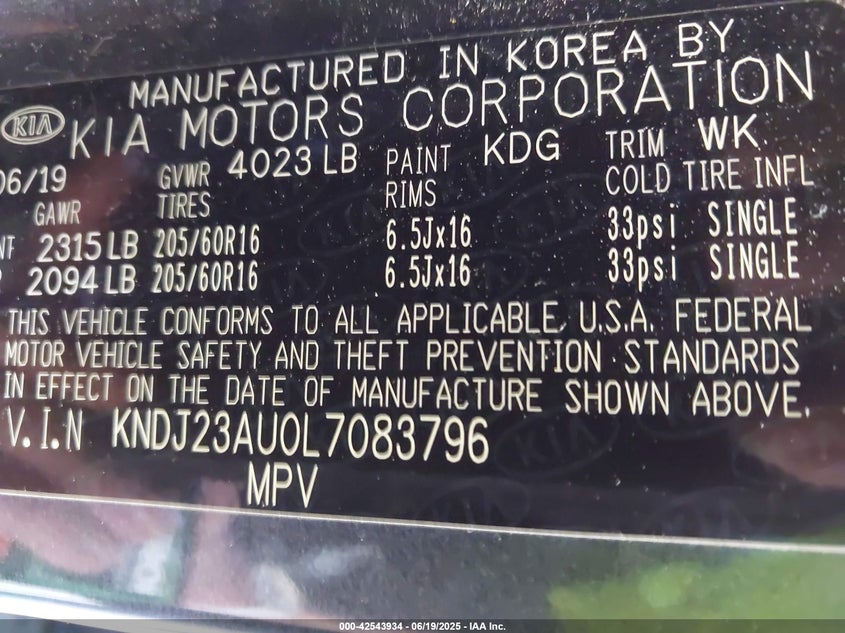 MANUFACTURED IN KOREA BY
KIA KIA MOTORS CORPORATION
06/19 GVWR 4023 LB PAINT KDG TRIM WK
GAWR TIRES RIMS COLD TIRE INFL
NT 2315 LB 205/60R16 6.5Jx16 33psi SINGLE
R 2094 LB 205/60R16 6.5Jx16 33psi SINGLE
THIS VEHICLE CONFORMS TO ALL APPLICABLE U.S.A. FEDERAL
MOTOR VEHICLE SAFETY AND THEFT PREVENTION STANDARDS
IN EFFECT ON THE DATE OF MANUFACTURE SHOWN ABOVE.
V.I.N KNDJ23AU0L7083796
MPV
000-42543934 - 06/19/2025 - IAA Inc.